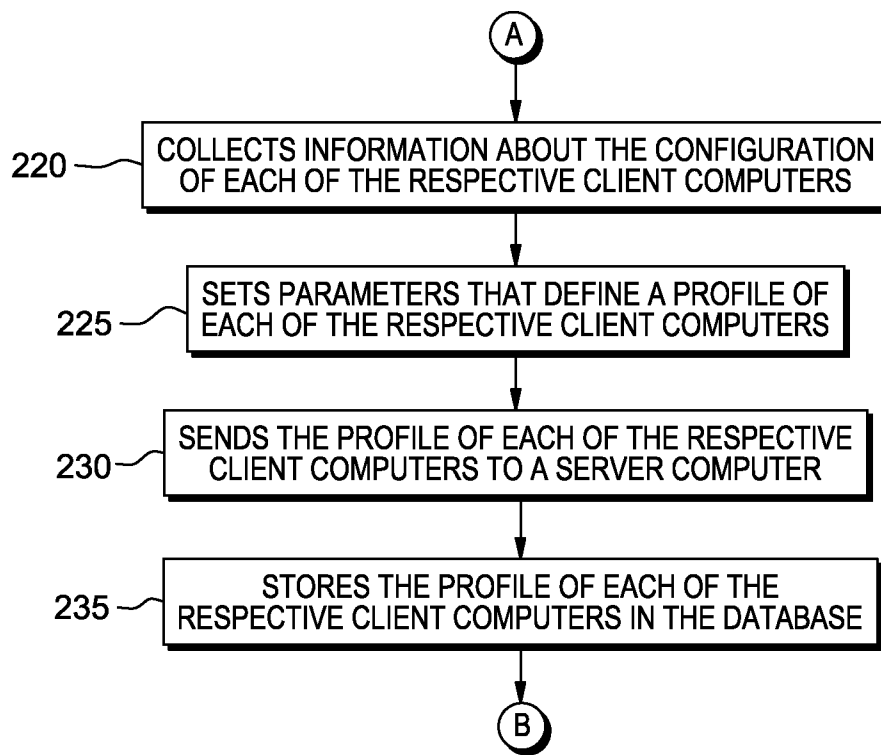 A
220
COLLECTS INFORMATION ABOUT THE CONFIGURATION
OF EACH OF THE RESPECTIVE CLIENT COMPUTERS
225
SETS PARAMETERS THAT DEFINE A PROFILE OF
EACH OF THE RESPECTIVE CLIENT COMPUTERS
230
SENDS THE PROFILE OF EACH OF THE RESPECTIVE
CLIENT COMPUTERS TO A SERVER COMPUTER
235
STORES THE PROFILE OF EACH OF THE
RESPECTIVE CLIENT COMPUTERS IN THE DATABASE
B